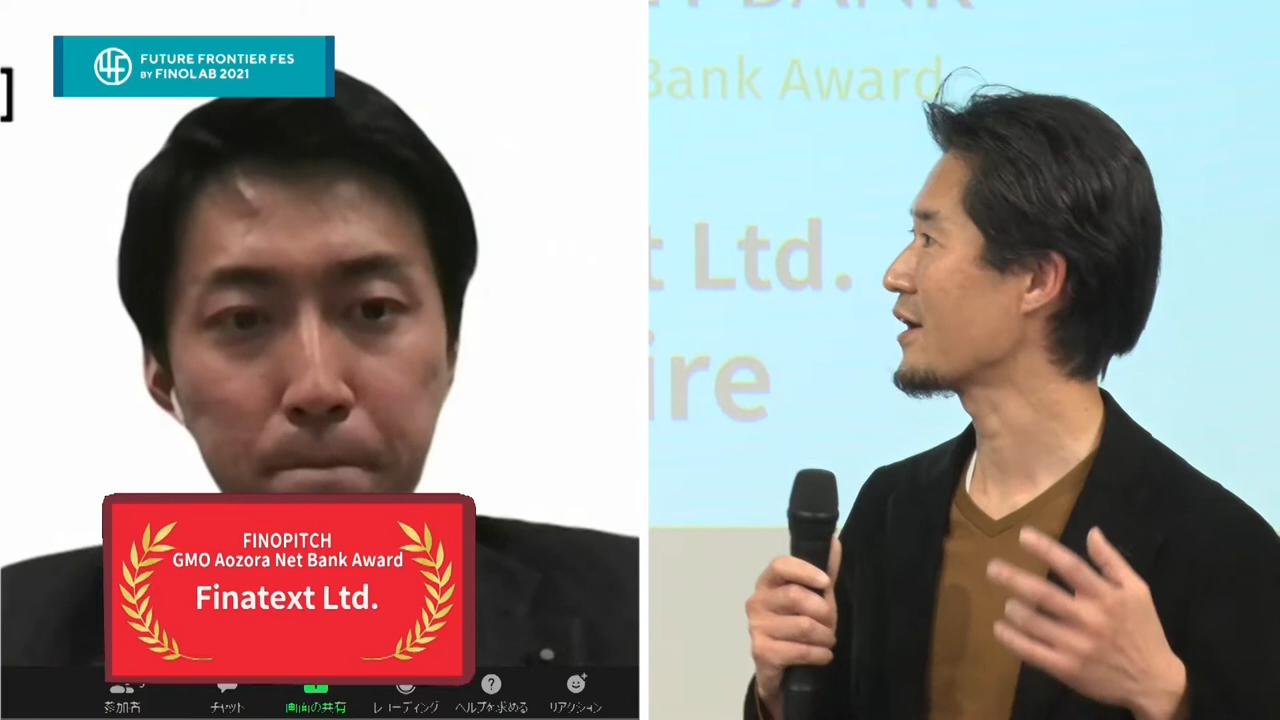 FUTURE FRONTIER FES
BY FINOLAB 2021
]
Bank Award
t Ltd.
ire
FINOPITCH
GMO Aozora Net Bank Award
Finatext Ltd.
参加者
チャット
画面の共有
レコーディング
ヘルプを求める
リアクション